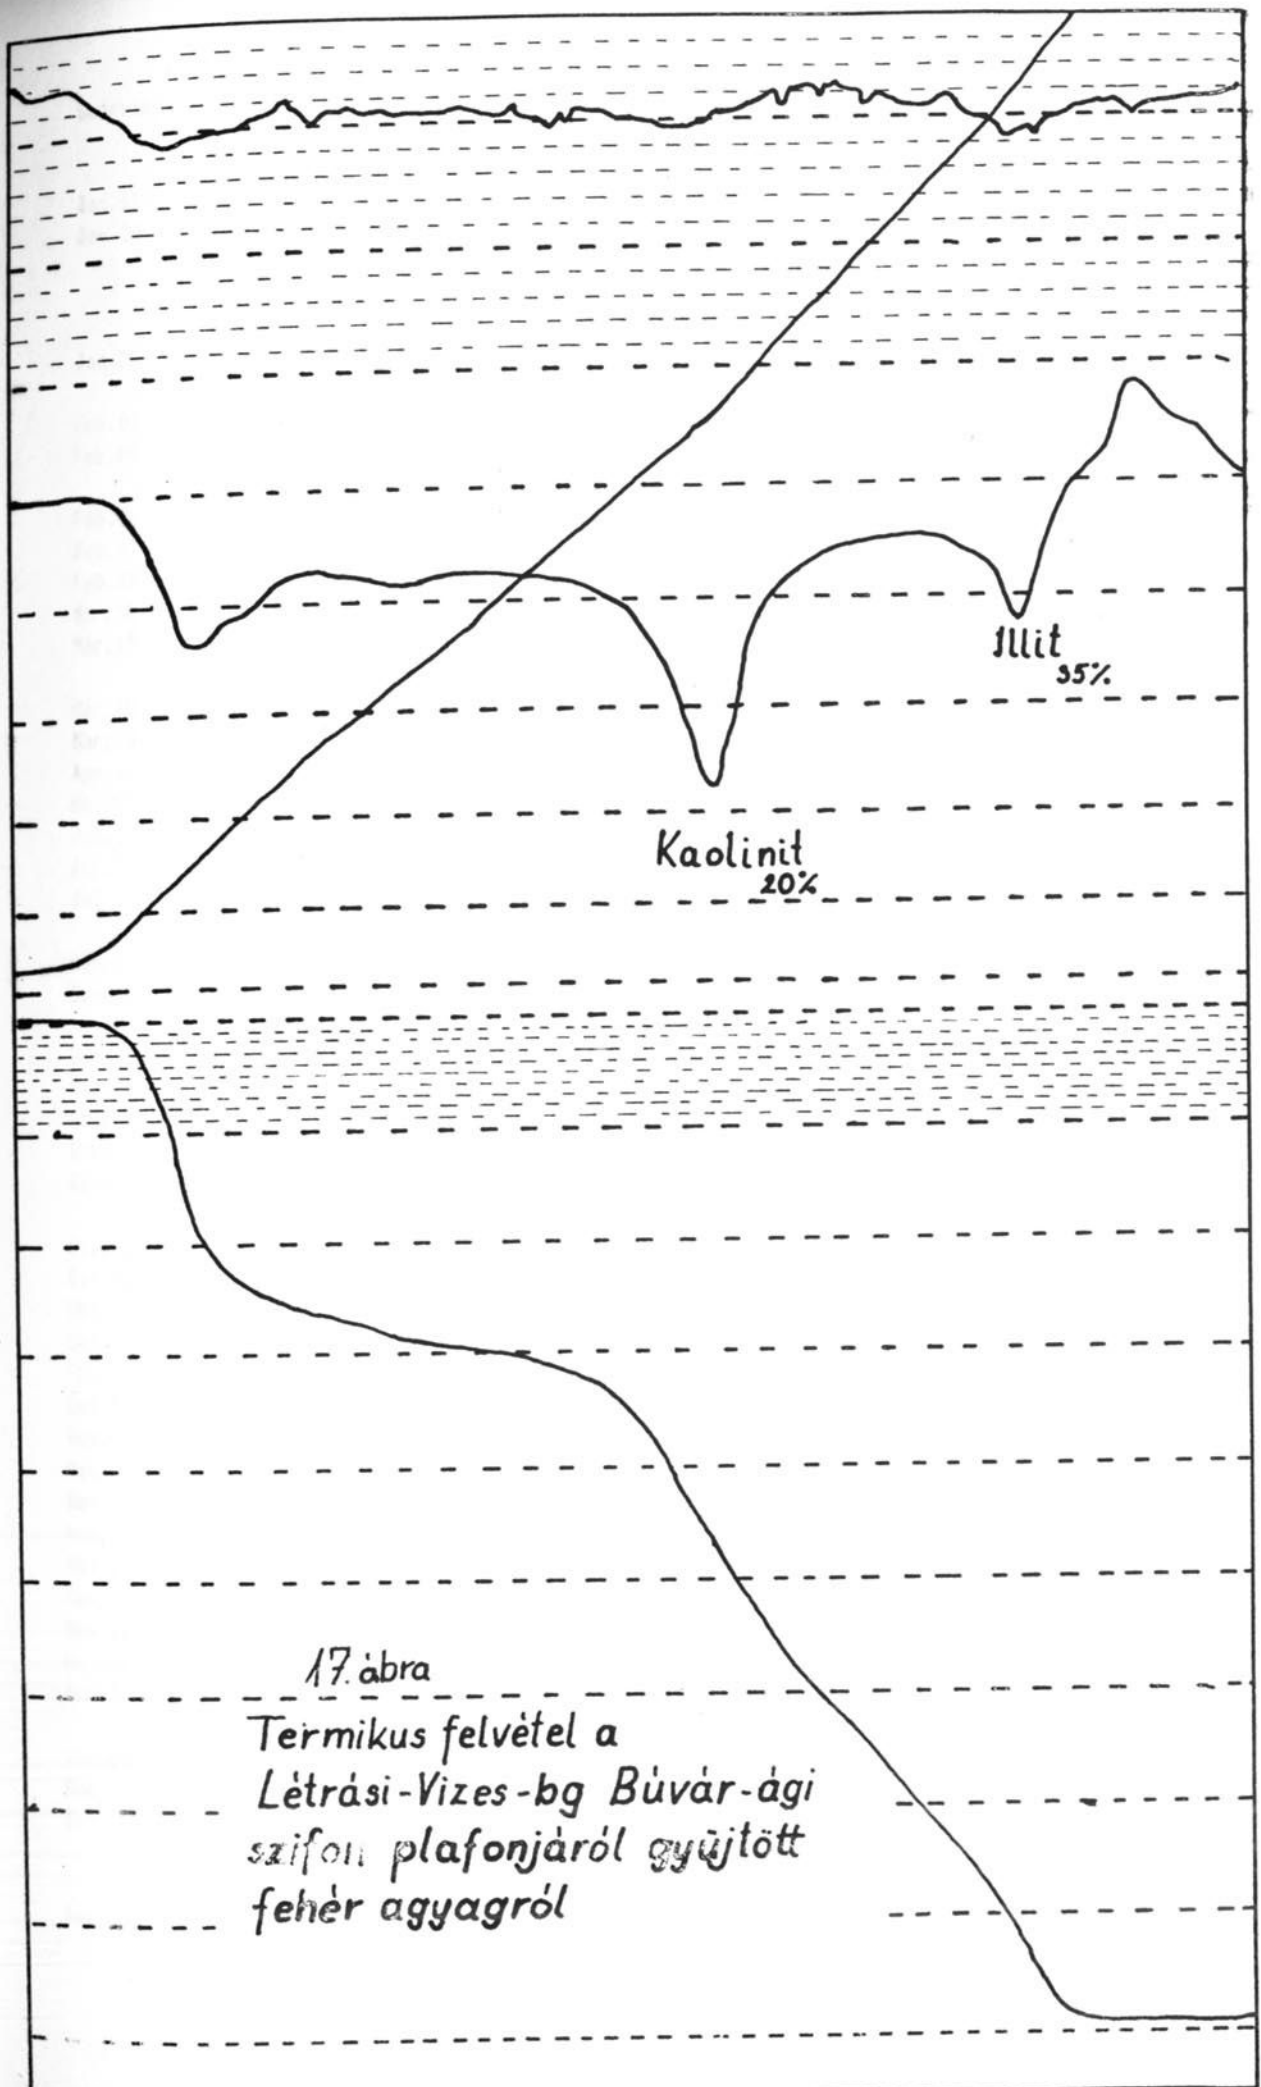 Illit
35%
Kaolinit
20%
17. ábra
Termikus felvétel a
Létrási-Vizes-bg Búvár-ági
szifon plafonjáról gyűjtött
fehér agyagról